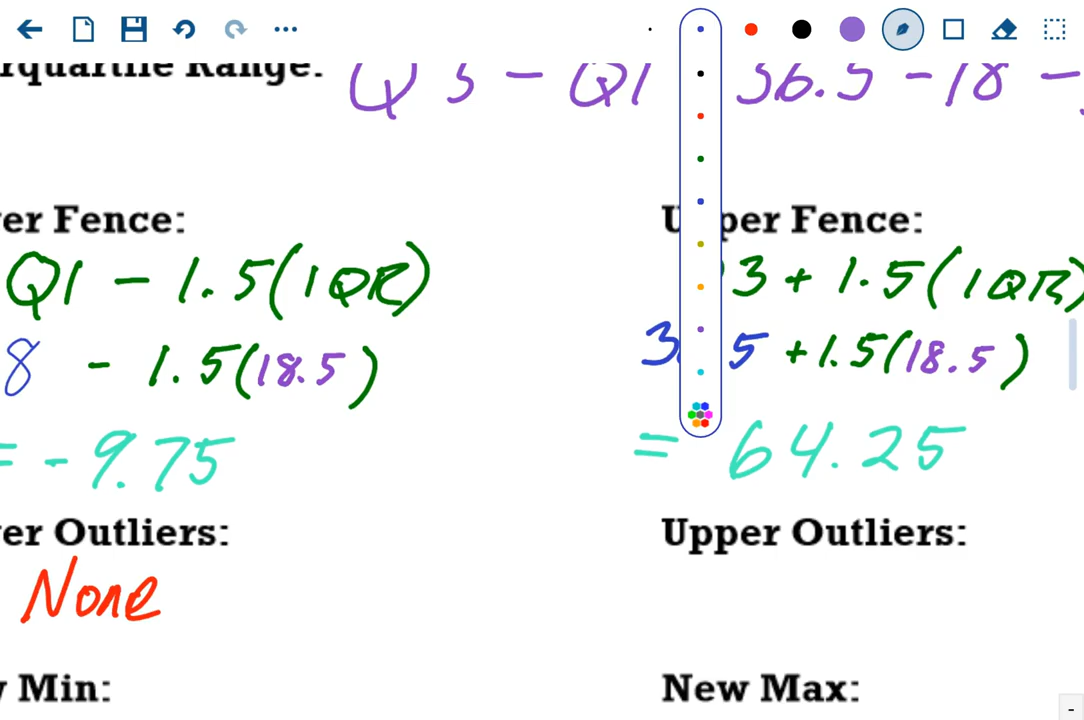 rquartile Range: Q3 - Q1 36.5 - 18 -
er Fence: Upper Fence:
Q1 - 1.5(IQR) 3 + 1.5(IQR)
8 - 1.5(18.5) 3 5 +1.5(18.5)
= -9.75 = 64.25
er Outliers: Upper Outliers:
None
Min: New Max: